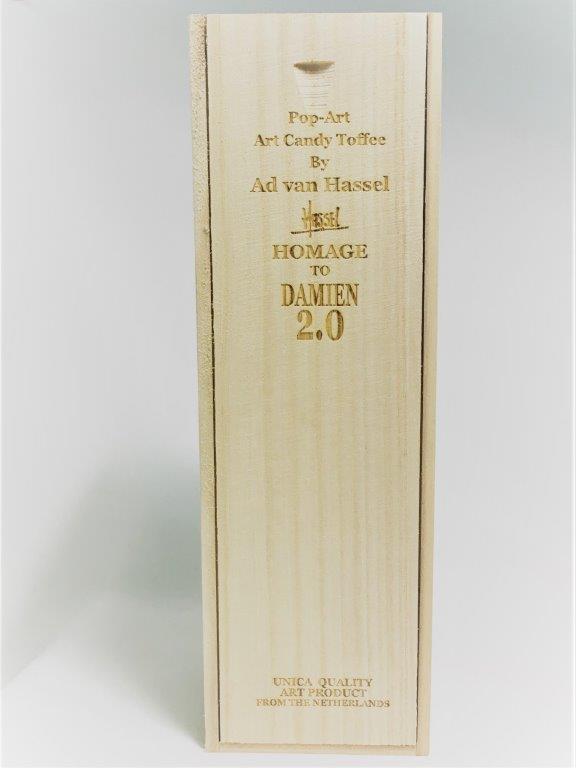 Pop-Art
Art Candy Toffee
By
Ad van Hassel
Hassel
HOMAGE
TO
DAMIEN
2.0
UNICA QUALITY
ART PRODUCT
FROM THE NETHERLANDS